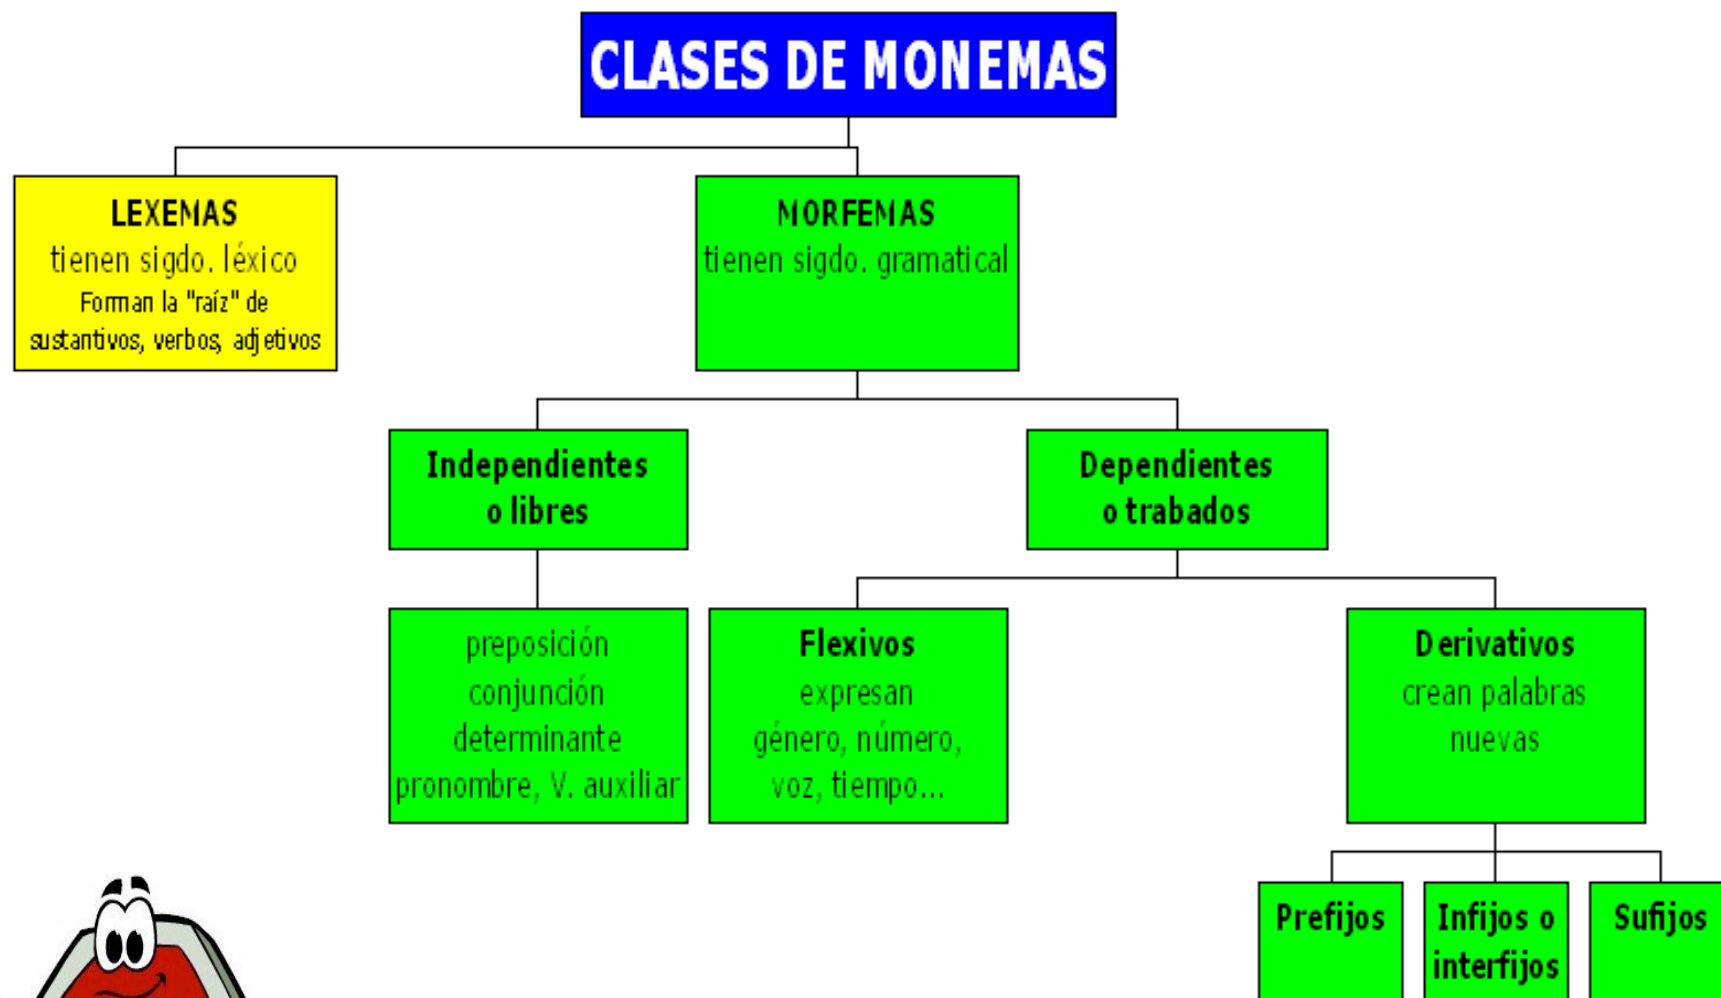 CLASES DE MONEMAS
LEXEMAS
tienen sigdo. léxico
Forman la "raíz" de
sustantivos, verbos, adjetivos
MORFEMAS
tienen sigdo. gramatical
Independientes
o libres
Dependientes
o trabados
preposición
conjunción
determinante
pronombre, V. auxiliar
Flexivos
expresan
género, número,
voz, tiempo...
Derivativos
crean palabras
nuevas
Prefijos
Infijos o
interfijos
Sufijos